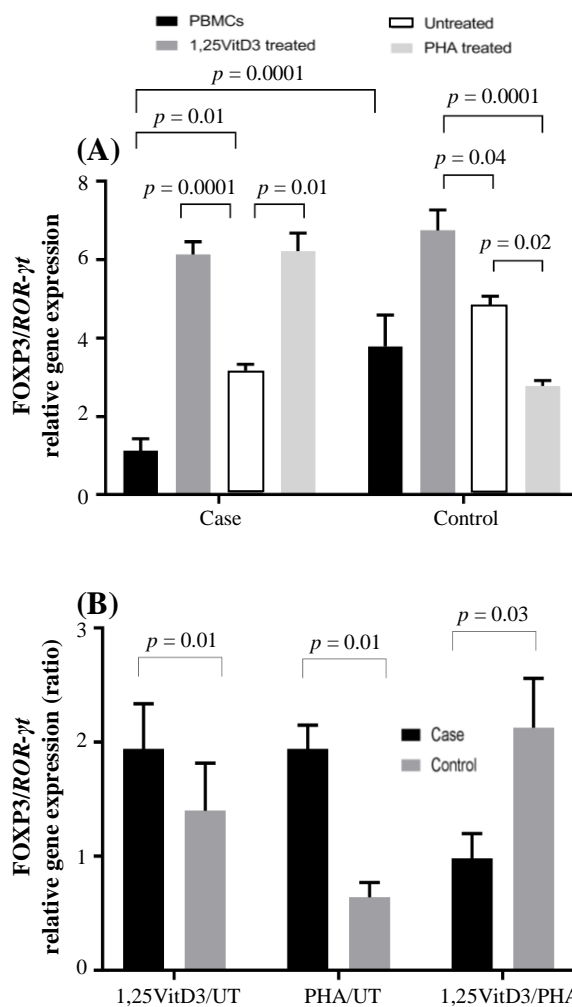 PBMCs
Untreated
1,25VitD3 treated
PHA treated
p = 0.0001
p = 0.01
p = 0.0001
(A)
p = 0.04
p = 0.0001
p = 0.01
p = 0.02
FOXP3/ROR-γt
relative gene expression
8
6
4
2
0
Case
Control
(B)
p = 0.01
p = 0.01
p = 0.03
FOXP3/ROR-γt
relative gene expression (ratio)
3
2
1
0
Case
Control
1,25VitD3/UT
PHA/UT
1,25VitD3/PHA